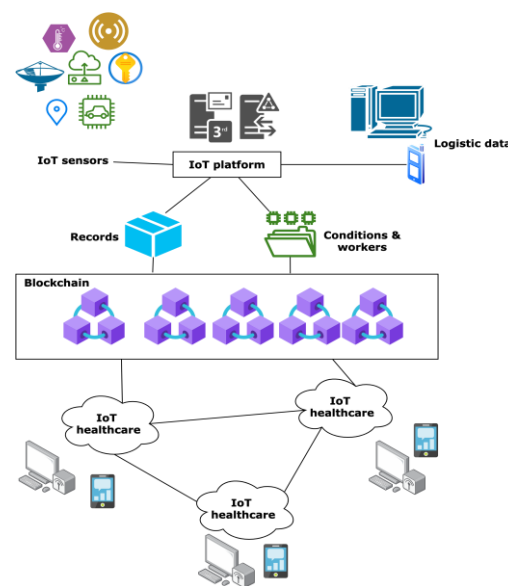 3rd
Logistic data
IoT sensors
IoT platform
Records
Conditions &
workers
Blockchain
IoT
healthcare
IoT
healthcare
IoT
healthcare